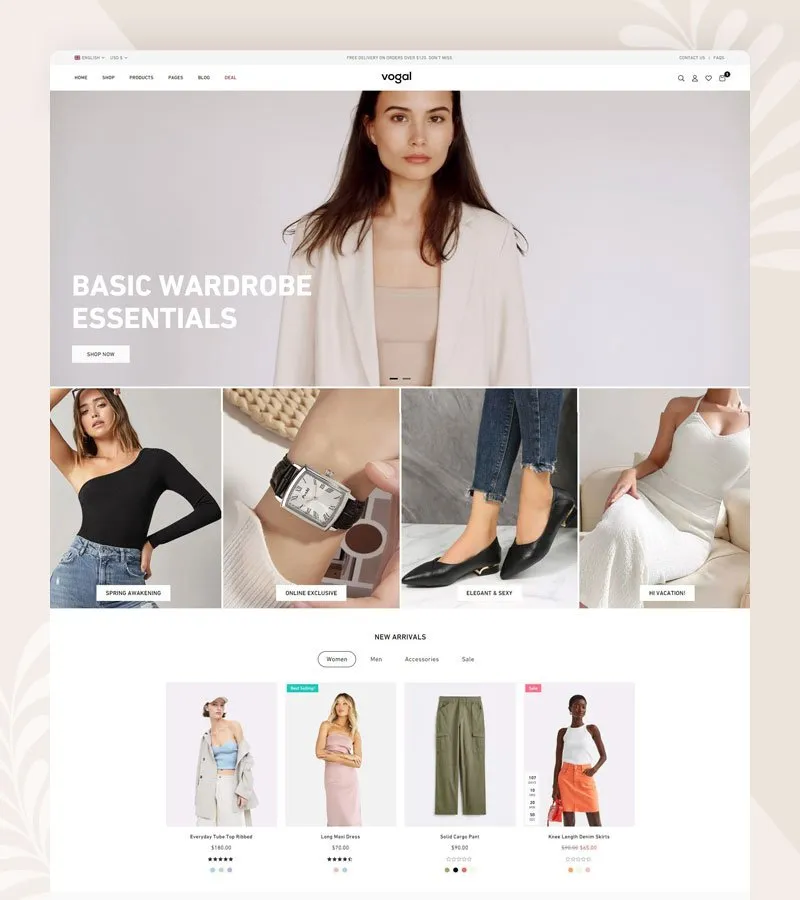 ENGLISH USD $
FREE DELIVERY ON ORDERS OVER $120. DON'T MISS.
CONTACT US | FAQS
HOME SHOP PRODUCTS PAGES BLOG DEAL
vogal
BASIC WARDROBE
ESSENTIALS
SHOP NOW
SPRING AWAKENING
ONLINE EXCLUSIVE
ELEGANT & SEXY
HI VACATION!
NEW ARRIVALS
Women Men Accessories Sale
Best Selling
Sale
107
DAYS
10
HRS
20
MIN
50
SEC
Everyday Tube Top Ribbed
$180.00
Long Maxi Dress
$70.00
Solid Cargo Pant
$90.00
Knee Length Denim Skirts
$90.00 $65.00